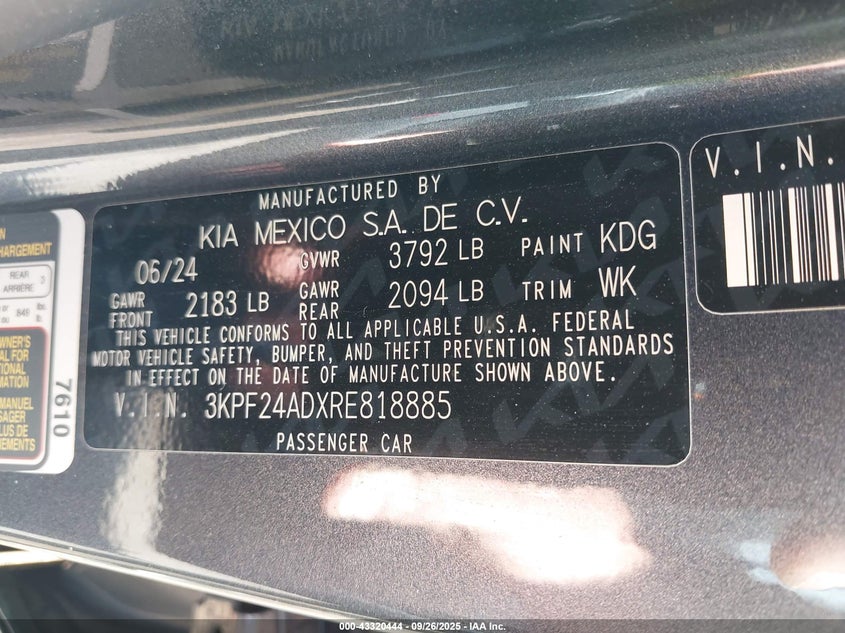 MANUFACTURED BY
KIA MEXICO S.A. DE C.V.
06/24 GVWR 3792 LB PAINT KDG
GAWR FRONT 2183 LB GAWR REAR 2094 LB TRIM WK
THIS VEHICLE CONFORMS TO ALL APPLICABLE U.S.A. FEDERAL
MOTOR VEHICLE SAFETY, BUMPER, AND THEFT PREVENTION STANDARDS
IN EFFECT ON THE DATE OF MANUFACTURE SHOWN ABOVE.
V.I.N. 3KPF24ADXRE818885
PASSENGER CAR
V.I.N.
REAR
ARRIÈRE
3
7610
000-43320444 - 09/26/2025 - IAA Inc.